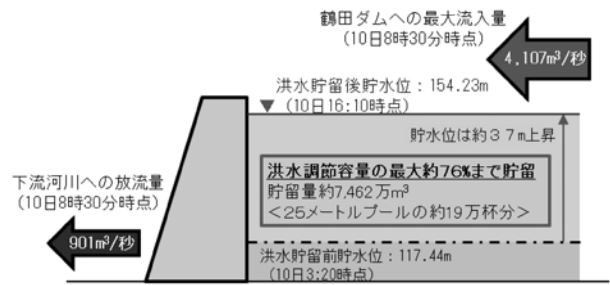 鶴田ダムへの最大流入量
(10日8時30分時点)
4,107m³/秒
洪水貯留後貯水位：154.23m
(10日16:10時点)
貯水位は約３７m上昇
洪水調節容量の最大約76%まで貯留
貯留量約7,462万m³
＜25メートルプールの約19万杯分＞
下流河川への放流量
(10日8時30分時点)
901m³/秒
洪水貯留前貯水位：117.44m
(10日3:20時点)